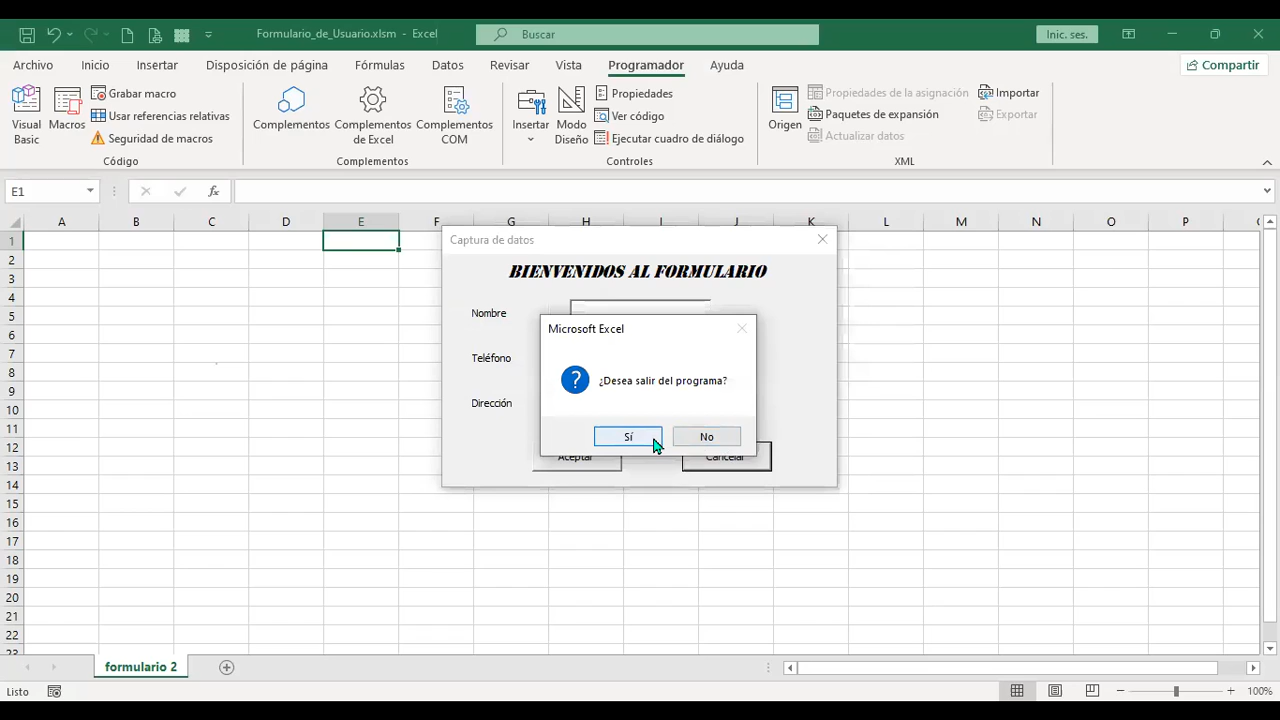 Formulario_de_Usuario.xlsm - Excel
Buscar
Inic. ses.
Archivo Inicio Insertar Disposición de página Fórmulas Datos Revisar Vista Programador Ayuda
Compartir
Visual Basic
Macros
Grabar macro
Usar referencias relativas
Seguridad de macros
Código
Complementos
Complementos de Excel
Complementos COM
Complementos
Insertar
Modo Diseño
Propiedades
Ver código
Ejecutar cuadro de diálogo
Controles
Origen
Propiedades de la asignación
Paquetes de expansión
Actualizar datos
Importar
Exportar
XML
E1
fx
A B C D E F G H I J K L M N O P
1
2
3
4
5
6
7
8
9
10
11
12
13
14
15
16
17
18
19
20
21
22
23
Captura de datos
BIENVENIDOS AL FORMULARIO
Nombre
Teléfono
Dirección
Aceptar
Cancelar
Microsoft Excel
¿Desea salir del programa?
Sí
No
formulario 2
Listo
100%